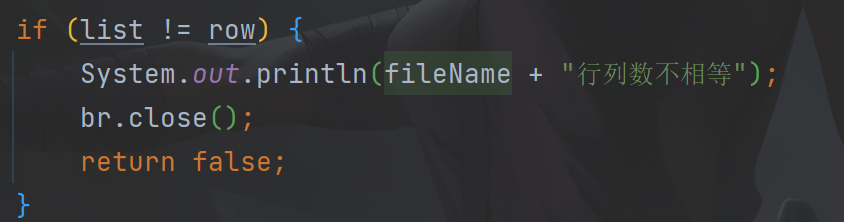 if (list != row) {
System.out.println(fileName + "行列数不相等");
br.close();
return false;
}